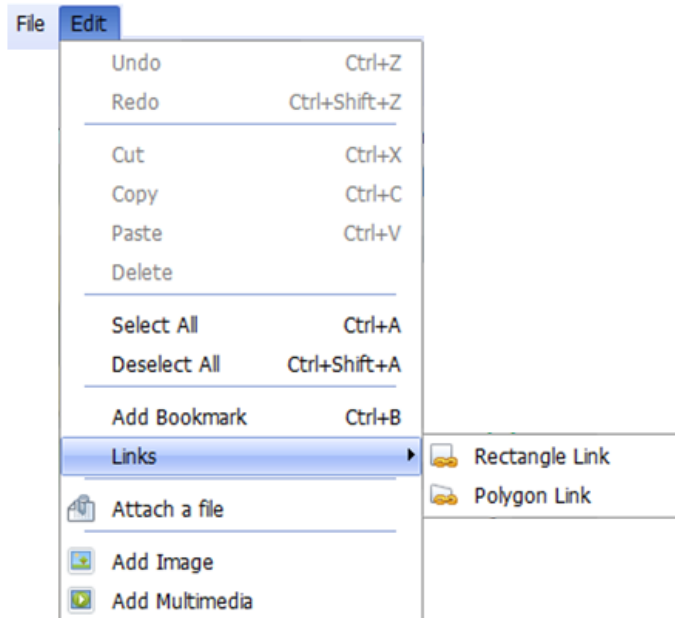 File Edit
Undo Ctrl+Z
Redo Ctrl+Shift+Z
Cut Ctrl+X
Copy Ctrl+C
Paste Ctrl+V
Delete
Select All Ctrl+A
Deselect All Ctrl+Shift+A
Add Bookmark Ctrl+B
Links
Rectangle Link
Polygon Link
Attach a file
Add Image
Add Multimedia